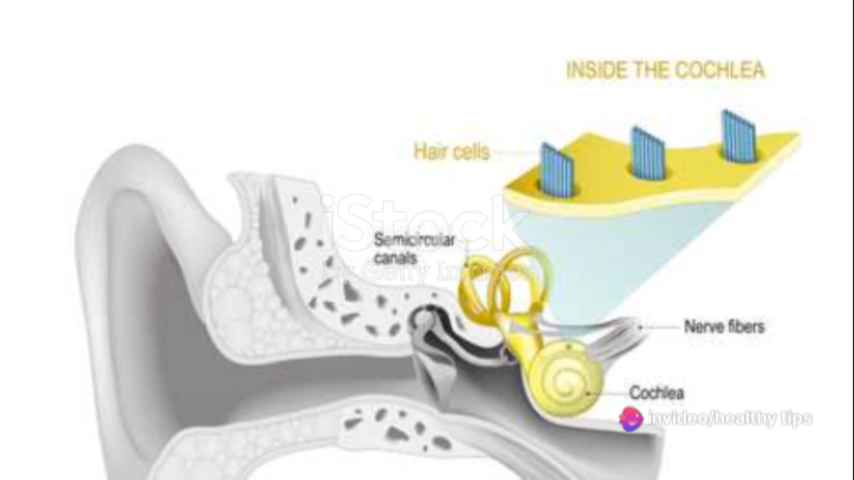 INSIDE THE COCHLEA
Hair cells
iStock
by Getty Images
Semicircular
canals
Nerve fibers
Cochlea
invideo/healthy tips